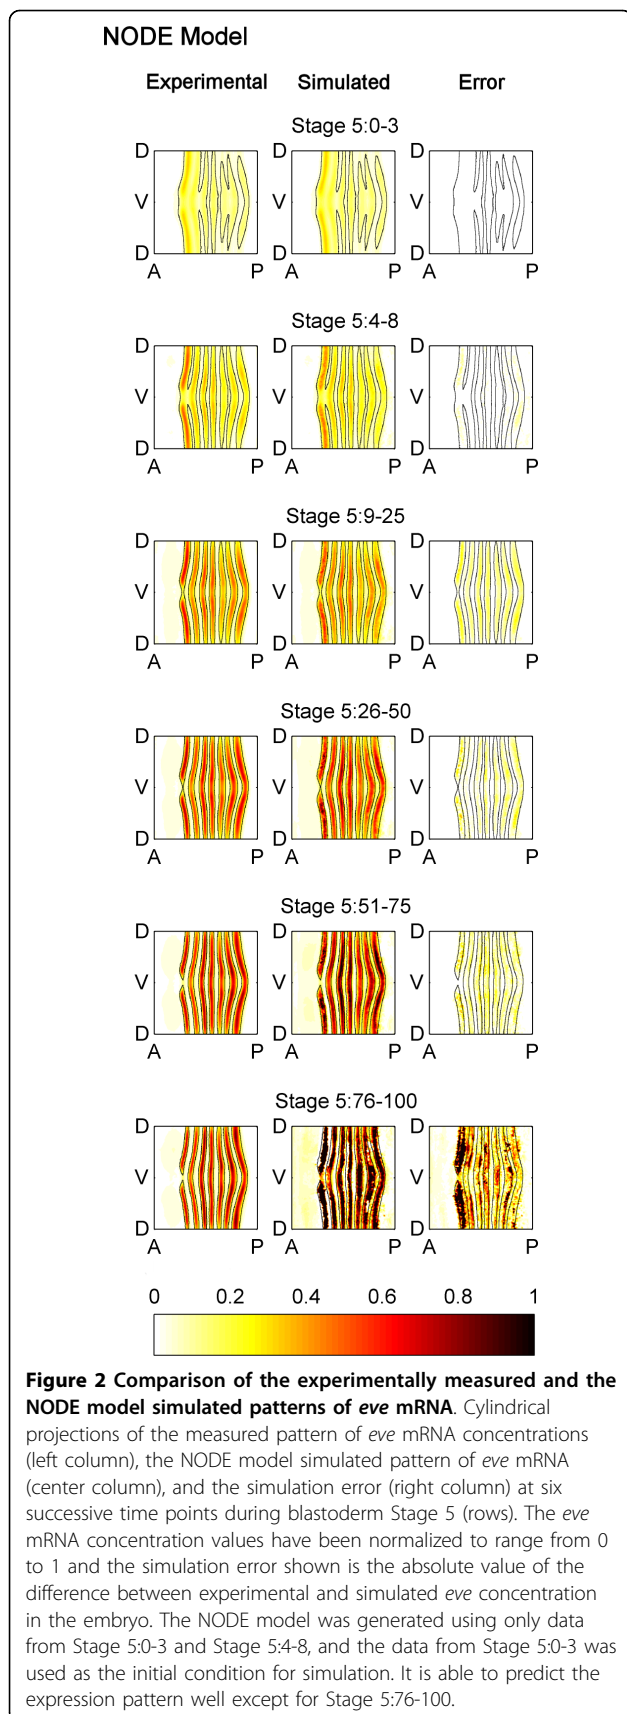 NODE Model
Experimental Simulated Error
Stage 5:0-3
D D
V V
D D
A P A P A P
Stage 5:4-8
D D
V V
D D
A P A P A P
Stage 5:9-25
D D
V V
D D
A P A P A P
Stage 5:26-50
D D
V V
D D
A P A P A P
Stage 5:51-75
D D
V V
D D
A P A P A P
Stage 5:76-100
D D
V V
D D
A P A P A P
0 0.2 0.4 0.6 0.8 1
Figure 2 Comparison of the experimentally measured and the
NODE model simulated patterns of eve mRNA. Cylindrical
projections of the measured pattern of eve mRNA concentrations
(left column), the NODE model simulated pattern of eve mRNA
(center column), and the simulation error (right column) at six
successive time points during blastoderm Stage 5 (rows). The eve
mRNA concentration values have been normalized to range from 0
to 1 and the simulation error shown is the absolute value of the
difference between experimental and simulated eve concentration
in the embryo. The NODE model was generated using only data
from Stage 5:0-3 and Stage 5:4-8, and the data from Stage 5:0-3 was
used as the initial condition for simulation. It is able to predict the
expression pattern well except for Stage 5:76-100.